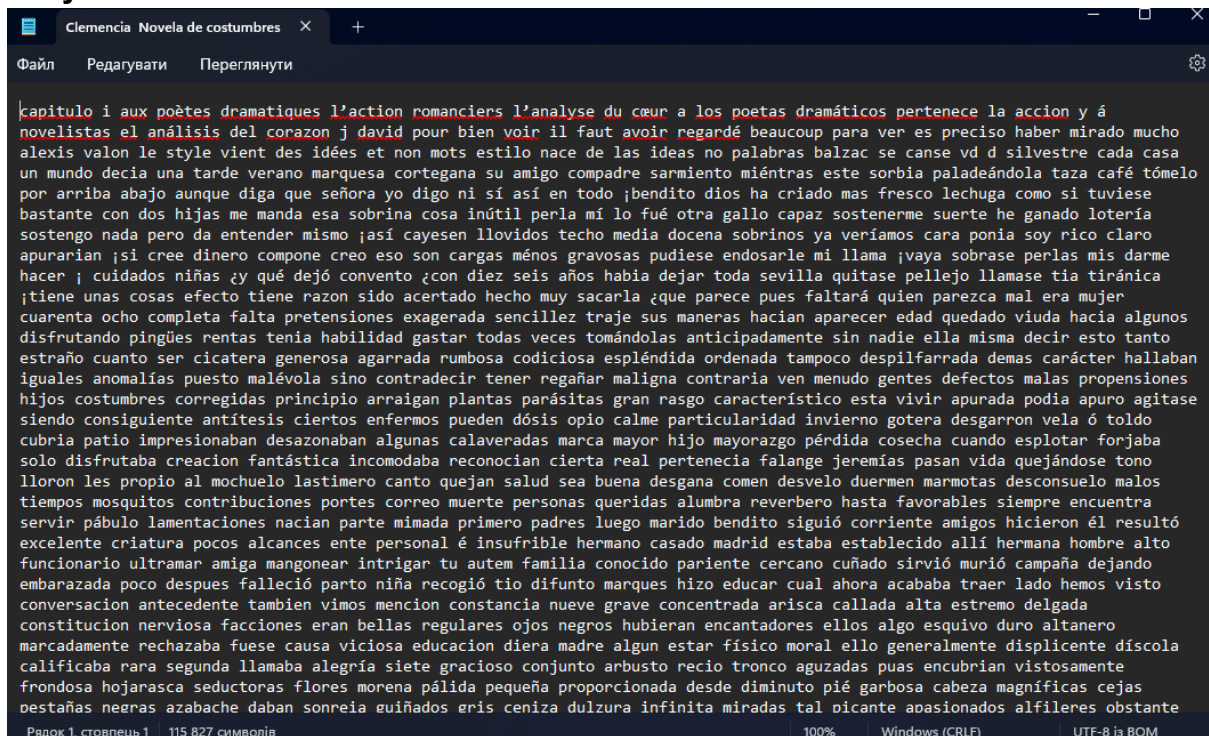 Clemencia Novela de costumbres
Файл Редагувати Переглянути
capitulo i aux poètes dramatiques l’action romanciers l’analyse du cœur a los poetas dramáticos pertenece la accion y á
novelistas el análisis del corazon j david pour bien voir il faut avoir regardé beaucoup para ver es preciso haber mirado mucho
alexis valon le style vient des idées et non mots estilo nace de las ideas no palabras balzac se canse vd d silvestre cada casa
un mundo decia una tarde verano marquesa cortegana su amigo compadre sarmiento miéntras este sorbia paladeándola taza café tómelo
por arriba abajo aunque diga que señora yo digo ni sí así en todo ¡bendito dios ha criado mas fresco lechuga como si tuviese
bastante con dos hijas me manda esa sobrina cosa inútil perla mí lo fué otra gallo capaz sostenerme suerte he ganado lotería
sostengo nada pero da entender mismo ¡así cayesen llovidos techo media docena sobrinos ya veríamos cara ponia soy rico claro
apurarian ¡si cree dinero compone creo eso son cargas ménos gravosas pudiese endosarle mi llama ¡vaya sobrase perlas mis darme
hacer ¡ cuidados niñas ¿y qué dejó convento ¿con diez seis años habia dejar toda sevilla quitase pellejo llamase tia tiránica
¡tiene unas cosas efecto tiene razon sido acertado hecho muy sacarla ¿que parece pues faltará quien parezca mal era mujer
cuarenta ocho completa falta pretensiones exagerada sencillez traje sus maneras hacian aparecer edad quedado viuda hacia algunos
disfrutando pingües rentas tenia habilidad gastar todas veces tomándolas anticipadamente sin nadie ella misma decir esto tanto
estraño cuanto ser cicatera generosa agarrada rumbosa codiciosa espléndida ordenada tampoco despilfarrada demas carácter hallaban
iguales anomalías puesto malévola sino contradecir tener regañar maligna contraria ven menudo gentes defectos malas propensiones
hijos costumbres corregidas principio arraigan plantas parásitas gran rasgo característico esta vivir apurada podia apuro agitase
siendo consiguiente antítesis ciertos enfermos pueden dósis opio calme particularidad invierno gotera desgarron vela ó toldo
cubria patio impresionaban desazonaban algunas calaveradas marca mayor hijo mayorazgo pérdida cosecha cuando esplotar forjaba
solo disfrutaba creacion fantástica incomodaba reconocian cierta real pertenecia falange jeremías pasan vida quejándose tono
lloron les propio al mochuelo lastimero canto quejan salud sea buena desgana comen desvelo duermen marmotas desconsuelo malos
tiempos mosquitos contribuciones portes correo muerte personas queridas alumbra reverbero hasta favorables siempre encuentra
servir pábulo lamentaciones nacian parte mimada primero padres luego marido bendito siguió corriente amigos hicieron él resultó
excelente criatura pocos alcances ente personal é insufrible hermano casado madrid estaba establecido allí hermana hombre alto
funcionario ultramar amiga mangonear intrigar tu autem familia conocido pariente cercano cuñado sirvió murió campaña dejando
embarazada poco despues falleció parto niña recogió tio difunto marques hizo educar cual ahora acababa traer lado hemos visto
conversacion antecedente tambien vimos mencion constancia nueve grave concentrada arisca callada alta estremo delgada
constitucion nerviosa facciones eran bellas regulares ojos negros hubieran encantadores ellos algo esquivo duro altanero
marcadamente rechazaba fuese causa viciosa educacion diera madre algun estar físico moral ello generalmente displicente díscola
calificaba rara segunda llamaba alegría siete gracioso conjunto arbusto recio tronco aguzadas puas encubrian vistosamente
frondosa hojarasca seductoras flores morena pálida pequeña proporcionada desde diminuto pié garbosa cabeza magníficas cejas
pestañas negras azabache daban sonreia guiñados gris ceniza dulzura infinita miradas tal picante apasionados alfileres obstante
Рядок 1, стовпець 1 115 827 символів 100% Windows (CRLF) UTF-8 із BOM